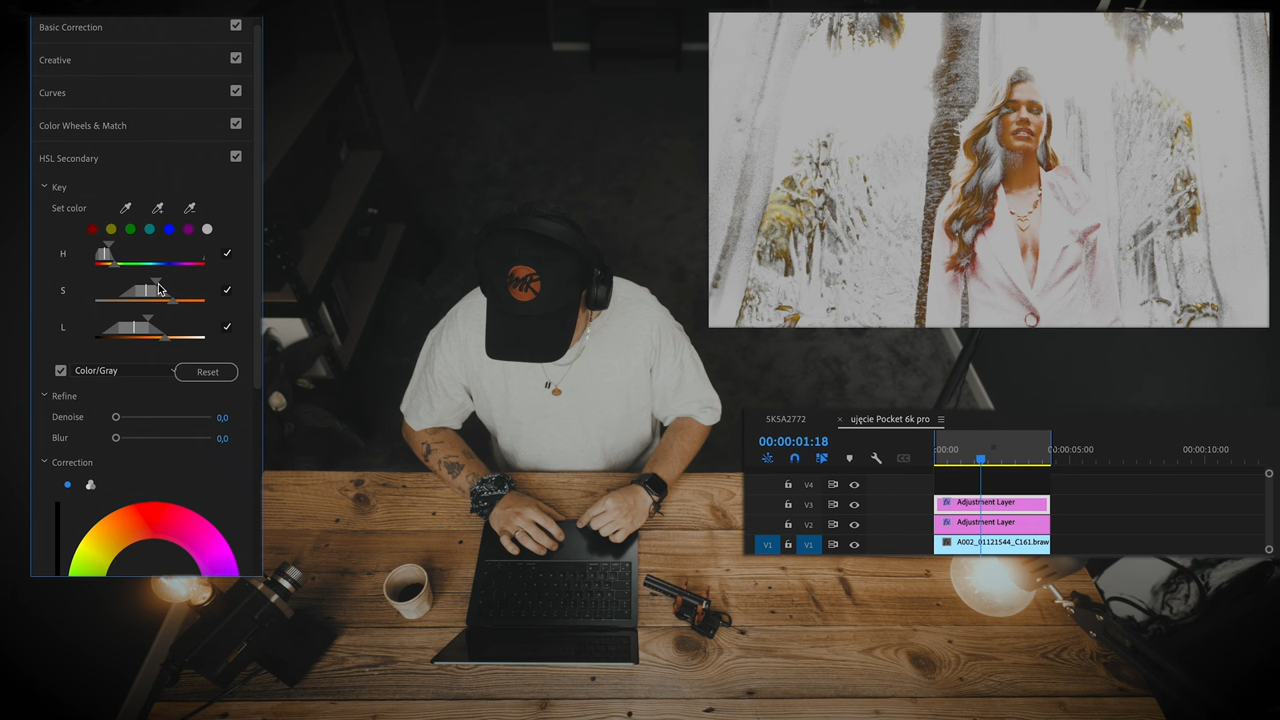 Basic Correction
Creative
Curves
Color Wheels & Match
HSL Secondary
Key
Set color
H
S
L
Color/Gray
Reset
Refine
Denoise
0,0
Blur
0,0
Correction
MR
5K5A2772
× ujęcie Pocket 6k pro
00:00:01:18
:00:00
00:00:05:00
00:00:10:00
V4
V3
Adjustment Layer
V2
Adjustment Layer
V1
V1
A002_01121544_C161.braw